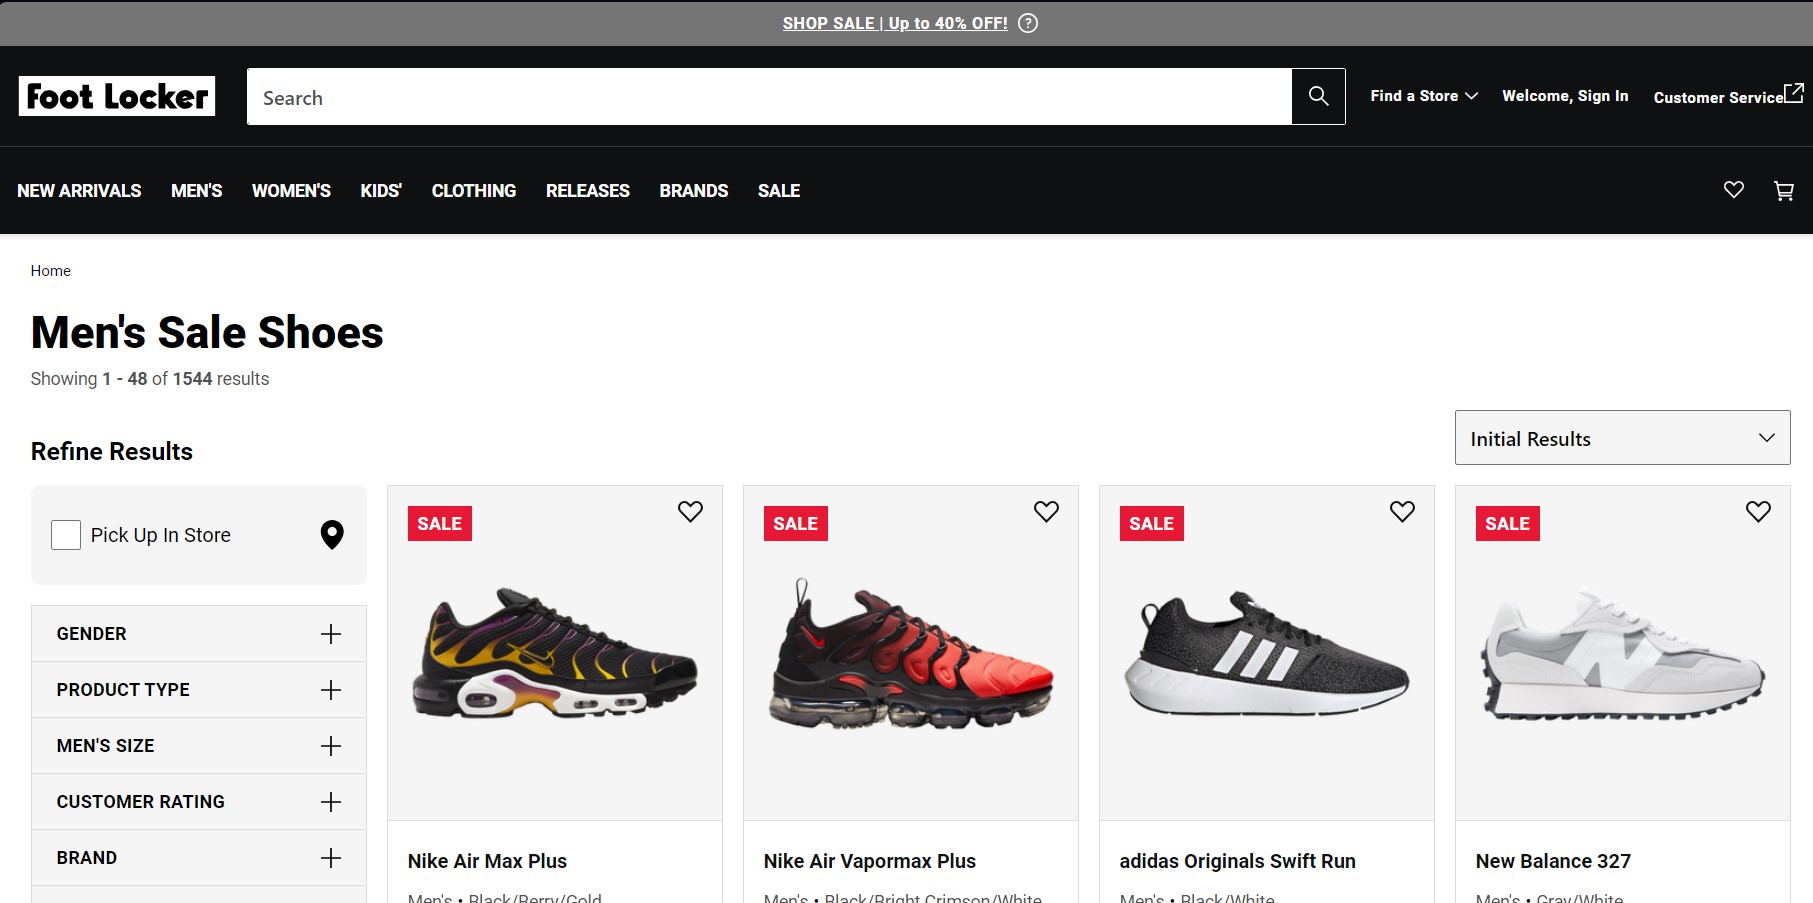 SHOP SALE | Up to 40% OFF!
Foot Locker
Search
Find a Store
Welcome, Sign In
Customer Service
NEW ARRIVALS
MEN'S
WOMEN'S
KIDS'
CLOTHING
RELEASES
BRANDS
SALE
Home
Men's Sale Shoes
Showing 1 - 48 of 1544 results
Refine Results
Initial Results
Pick Up In Store
GENDER
PRODUCT TYPE
MEN'S SIZE
CUSTOMER RATING
BRAND
SALE
Nike Air Max Plus
Men's • Black/Berry/Gold
SALE
Nike Air Vapormax Plus
Men's • Black/Bright Crimson/White
SALE
adidas Originals Swift Run
Men's • Black/White
SALE
New Balance 327
Men's • Gray/White